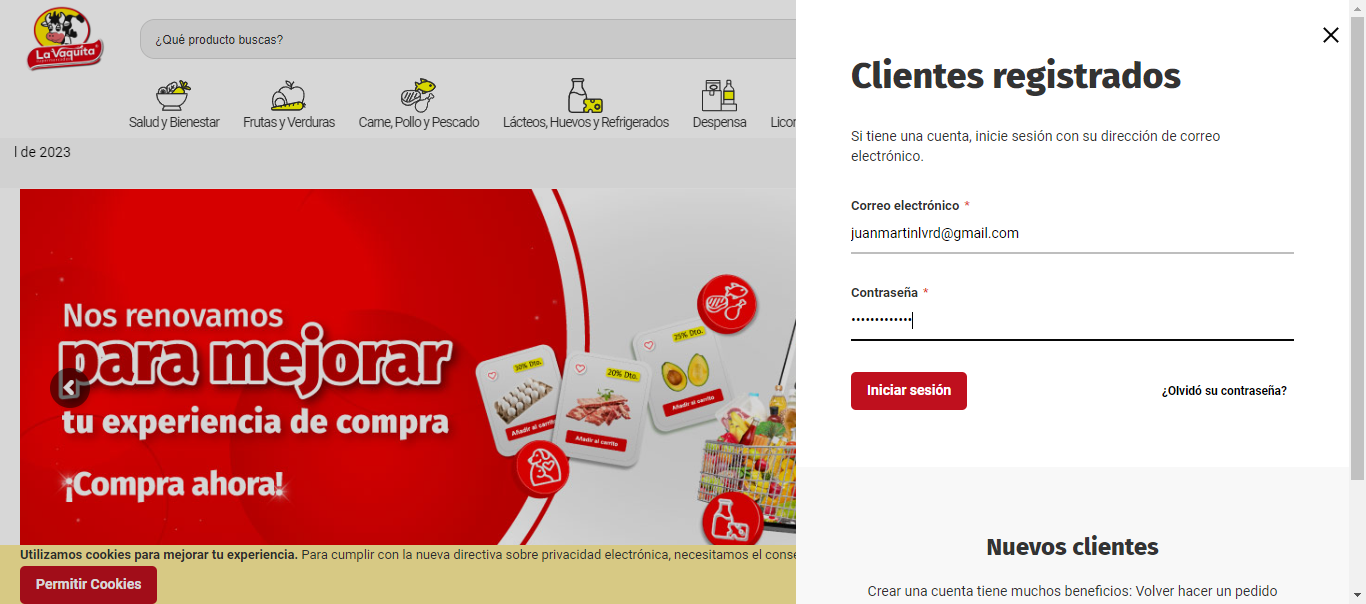 La Vaquita
Supermercados
¿Qué producto buscas?
Salud y Bienestar
Frutas y Verduras
Carne, Pollo y Pescado
Lácteos, Huevos y Refrigerados
Despensa
Licor
l de 2023
Nos renovamos
para mejorar
tu experiencia de compra
¡Compra ahora!
30% Dto.
Añadir al carrito
20% Dto.
Añadir al carrito
25% Dto.
Añadir al carrito
Utilizamos cookies para mejorar tu experiencia. Para cumplir con la nueva directiva sobre privacidad electrónica, necesitamos el conse
Permitir Cookies
Clientes registrados
Si tiene una cuenta, inicie sesión con su dirección de correo
electrónico.
Correo electrónico *
juanmartinlvrd@gmail.com
Contraseña *
•••••••••••••
Iniciar sesión
¿Olvidó su contraseña?
Nuevos clientes
Crear una cuenta tiene muchos beneficios: Volver hacer un pedido